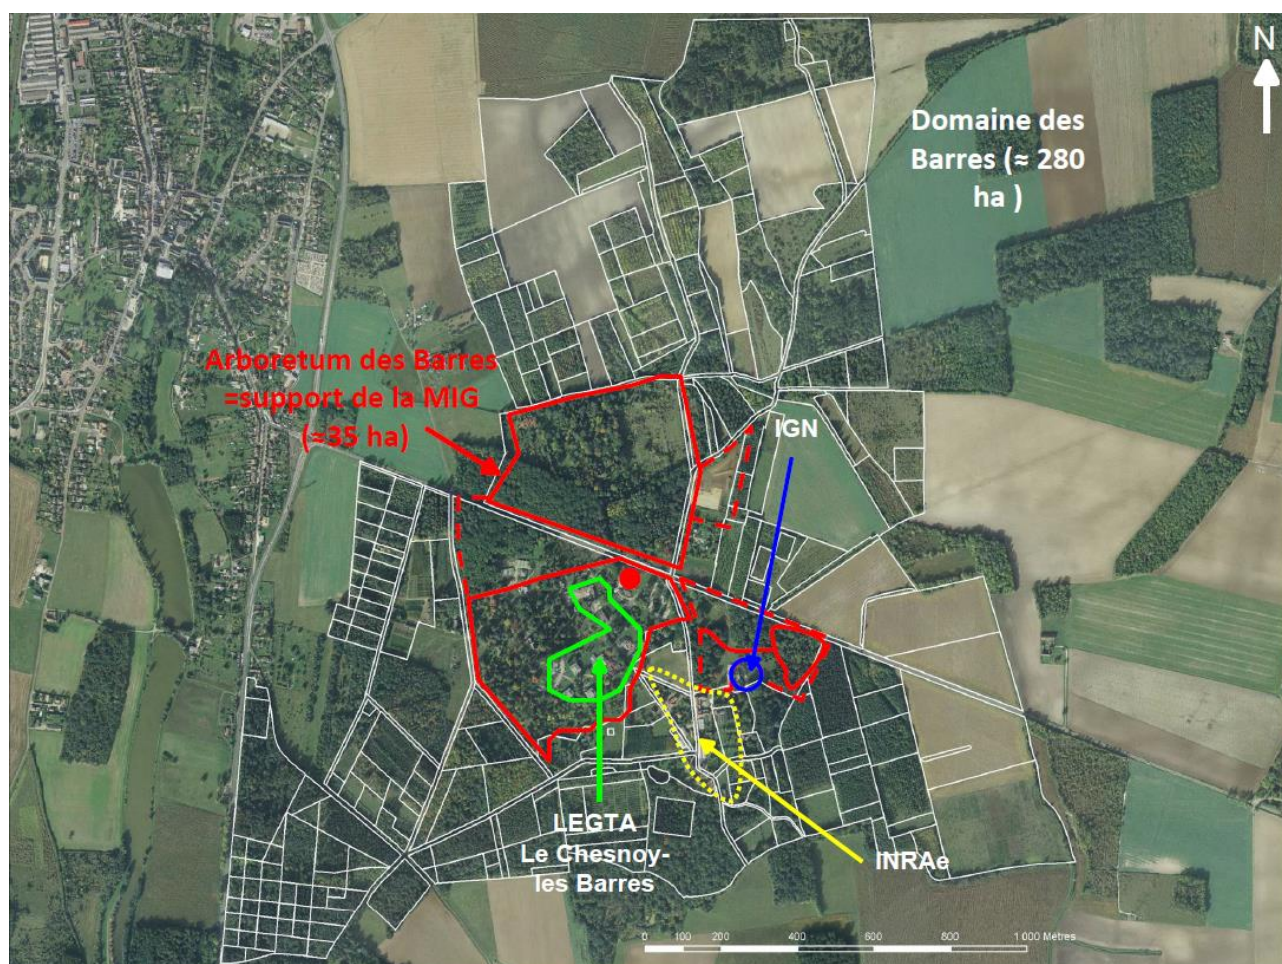 N
Domaine des
Barres (≈ 280
ha )
Arboretum des Barres
=support de la MIG
(≈35 ha)
IGN
LEGTA
Le Chesnoy-
les Barres
INRAe
0 100 200 400 600 800 1 000 Mètres